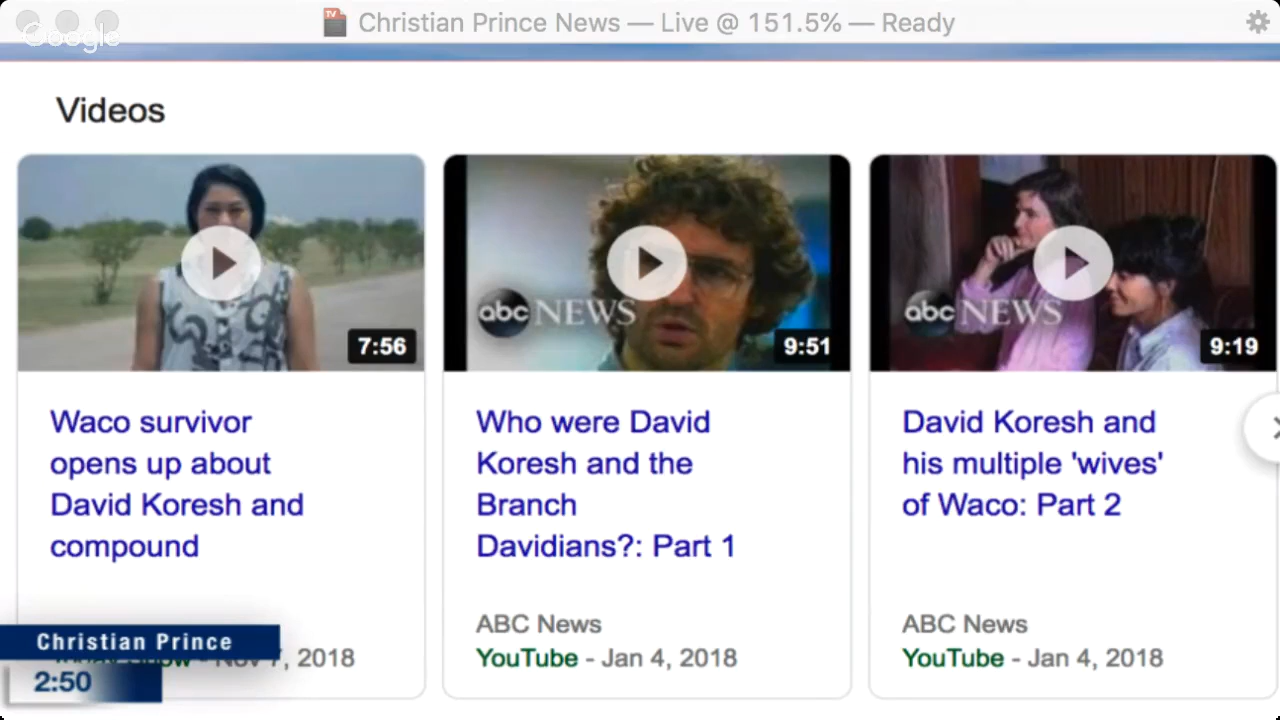 Christian Prince News — Live @ 151.5% — Ready
Google
Videos
7:56
abc NEWS
9:51
abc NEWS
9:19
Waco survivor
opens up about
David Koresh and
compound
Who were David
Koresh and the
Branch
Davidians?: Part 1
David Koresh and
his multiple 'wives'
of Waco: Part 2
ABC News
YouTube - Jan 4, 2018
ABC News
YouTube - Jan 4, 2018
Christian Prince
, 2018
2:50